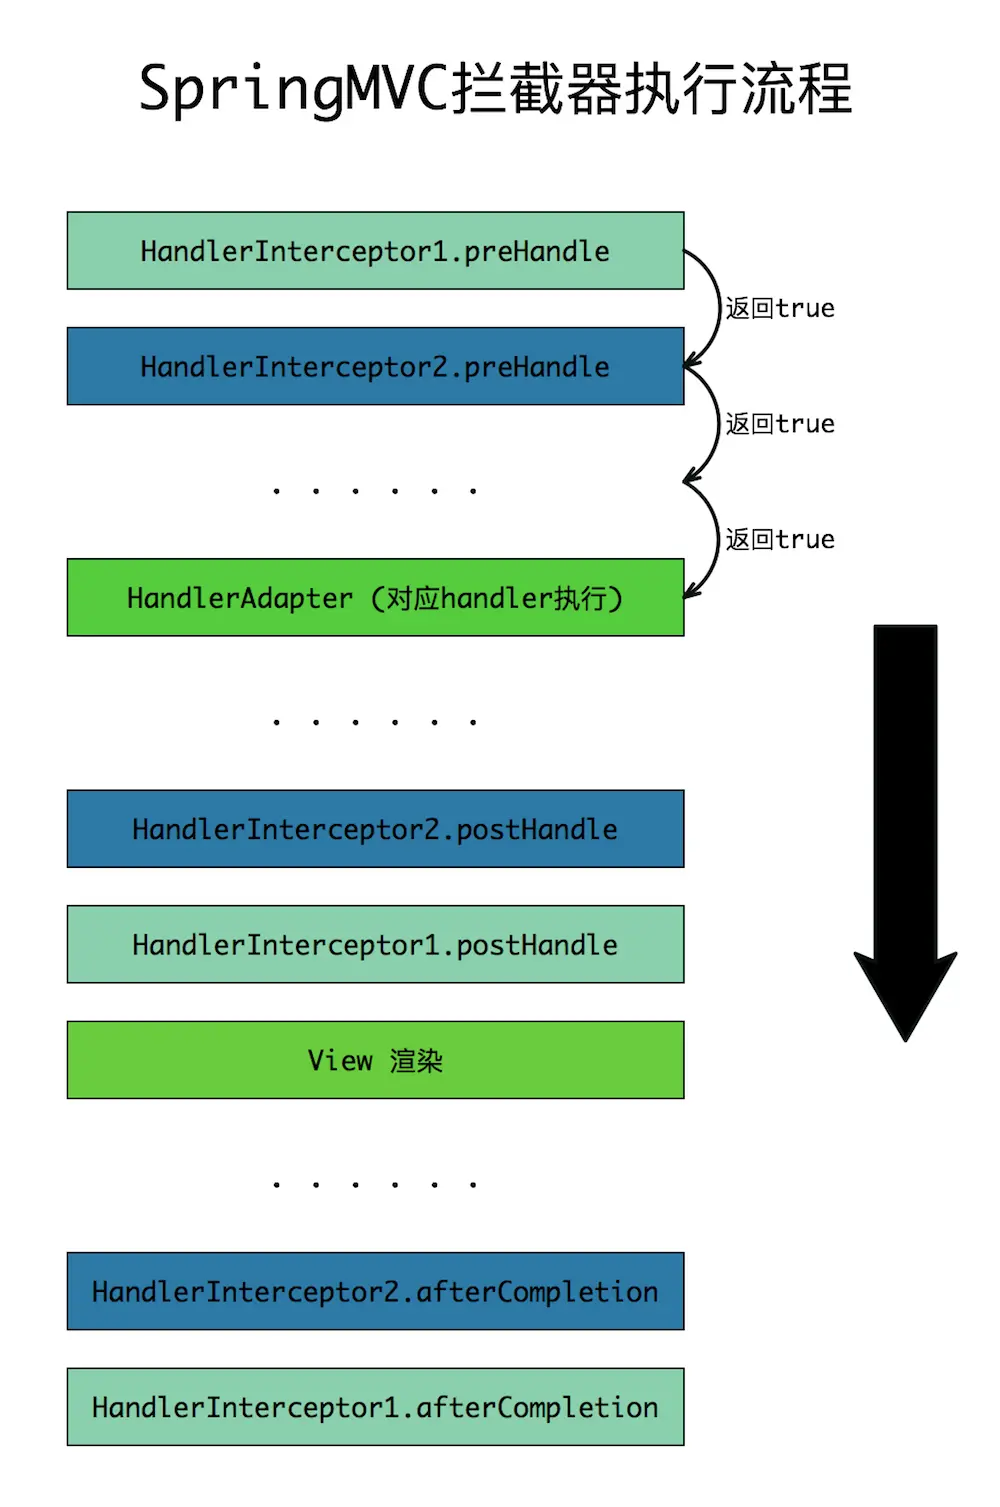 SpringMVC拦截器执行流程
HandlerInterceptor1.preHandle
返回true
HandlerInterceptor2.preHandle
返回true
. . . . . .
返回true
HandlerAdapter (对应handler执行)
. . . . . .
HandlerInterceptor2.postHandle
HandlerInterceptor1.postHandle
View 渲染
. . . . . .
HandlerInterceptor2.afterCompletion
HandlerInterceptor1.afterCompletion